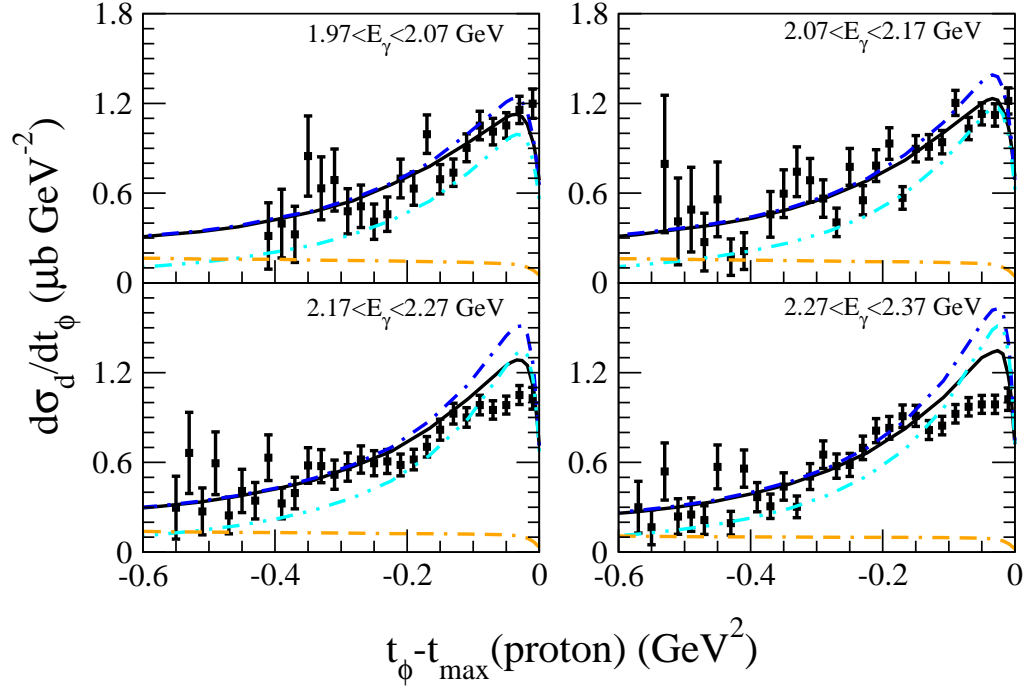 1.97<E_γ<2.07 GeV
2.07<E_γ<2.17 GeV
1.8
1.2
0.6
0
2.17<E_γ<2.27 GeV
2.27<E_γ<2.37 GeV
1.2
0.6
0
-0.6 -0.4 -0.2 0
-0.6 -0.4 -0.2 0
dσ_d/dt_ϕ (μb GeV^-2)
t_ϕ-t_max(proton) (GeV^2)